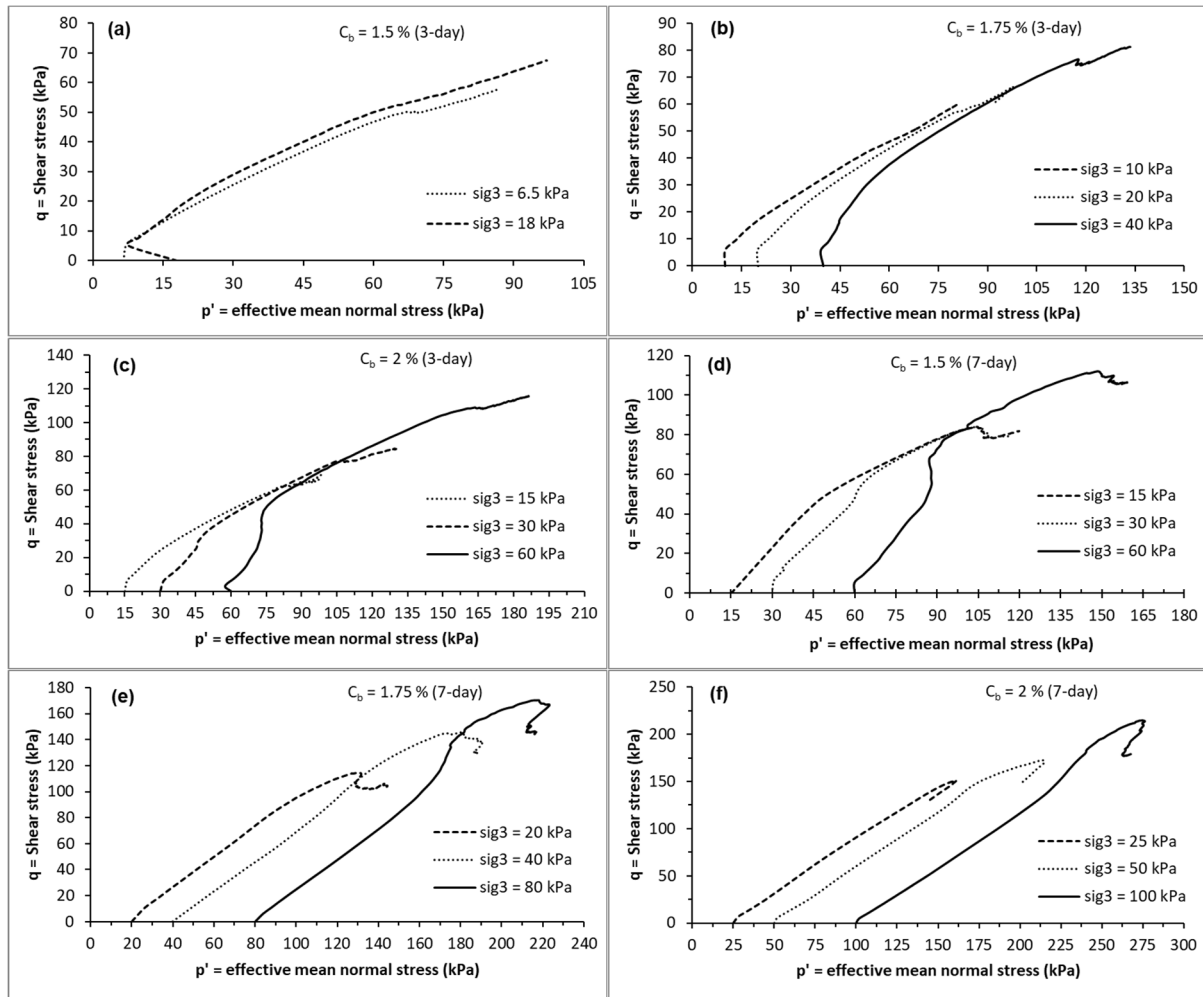 (a)
C_b = 1.5 % (3-day)
80
70
60
50
40
30
20
10
0
q = Shear stress (kPa)
sig3 = 6.5 kPa
sig3 = 18 kPa
0 15 30 45 60 75 90 105
p' = effective mean normal stress (kPa)
(b)
C_b = 1.75 % (3-day)
90
80
70
60
50
40
30
20
10
0
q = Shear stress (kPa)
sig3 = 10 kPa
sig3 = 20 kPa
sig3 = 40 kPa
0 15 30 45 60 75 90 105 120 135 150
p' = effective mean normal stress (kPa)
(c)
C_b = 2 % (3-day)
140
120
100
80
60
40
20
0
q = Shear stress (kPa)
sig3 = 15 kPa
sig3 = 30 kPa
sig3 = 60 kPa
0 15 30 45 60 75 90 105 120 135 150 165 180 195 210
p' = effective mean normal stress (kPa)
(d)
C_b = 1.5 % (7-day)
120
100
80
60
40
20
0
q = Shear stress (kPa)
sig3 = 15 kPa
sig3 = 30 kPa
sig3 = 60 kPa
0 15 30 45 60 75 90 105 120 135 150 165 180
p' = effective mean normal stress (kPa)
(e)
C_b = 1.75 % (7-day)
180
160
140
120
100
80
60
40
20
0
q = Shear stress (kPa)
sig3 = 20 kPa
sig3 = 40 kPa
sig3 = 80 kPa
0 20 40 60 80 100 120 140 160 180 200 220 240
p' = effective mean normal stress (kPa)
(f)
C_b = 2 % (7-day)
250
200
150
100
50
0
q = Shear stress (kPa)
sig3 = 25 kPa
sig3 = 50 kPa
sig3 = 100 kPa
0 25 50 75 100 125 150 175 200 225 250 275 300
p' = effective mean normal stress (kPa)